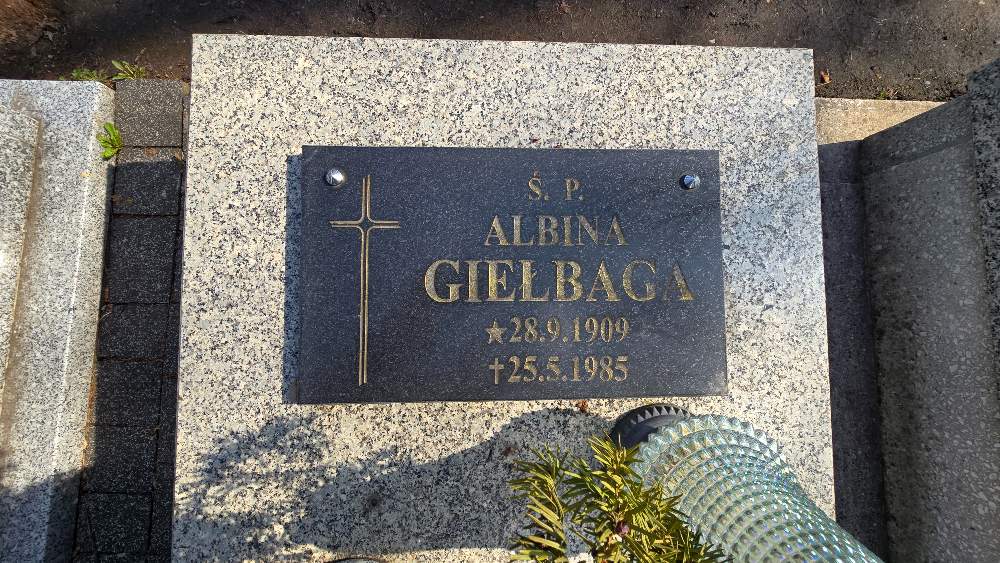 Ś. P.
ALBINA
GIEŁBAGA
★28.9.1909
†25.5.1985